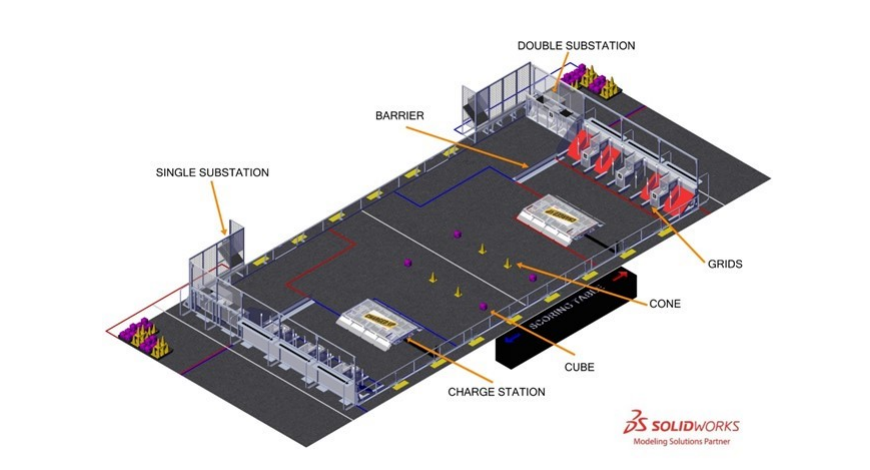 DOUBLE SUBSTATION
BARRIER
SINGLE SUBSTATION
GRIDS
CONE
SCORING TABLE
CUBE
CHARGE STATION
SOLIDWORKS
Modeling Solutions Partner